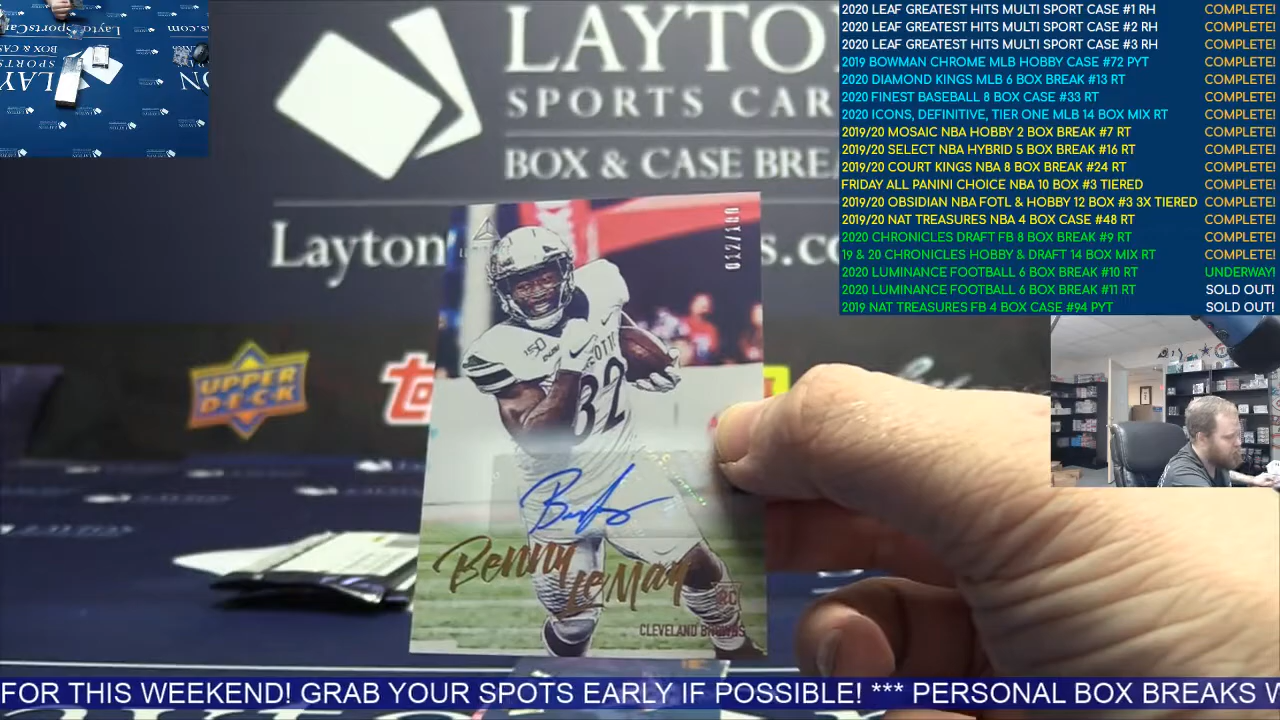 LAYTON
SPORTS CAR
BOX & CASE BREA
Layton
s.co
UPPER
DECK
to
012/100
150
32
Benny
LeMay
RC
CLEVELAND BROWNS
2020 LEAF GREATEST HITS MULTI SPORT CASE #1 RH COMPLETE!
2020 LEAF GREATEST HITS MULTI SPORT CASE #2 RH COMPLETE!
2020 LEAF GREATEST HITS MULTI SPORT CASE #3 RH COMPLETE!
2019 BOWMAN CHROME MLB HOBBY CASE #72 PYT COMPLETE!
2020 DIAMOND KINGS MLB 6 BOX BREAK #13 RT COMPLETE!
2020 FINEST BASEBALL 8 BOX CASE #33 RT COMPLETE!
2020 ICONS, DEFINITIVE, TIER ONE MLB 14 BOX MIX RT COMPLETE!
2019/20 MOSAIC NBA HOBBY 2 BOX BREAK #7 RT COMPLETE!
2019/20 SELECT NBA HYBRID 5 BOX BREAK #16 RT COMPLETE!
2019/20 COURT KINGS NBA 8 BOX BREAK #24 RT COMPLETE!
FRIDAY ALL PANINI CHOICE NBA 10 BOX #3 TIERED COMPLETE!
2019/20 OBSIDIAN NBA FOTL & HOBBY 12 BOX #3 3X TIERED COMPLETE!
2019/20 NAT TREASURES NBA 4 BOX CASE #48 RT COMPLETE!
2020 CHRONICLES DRAFT FB 8 BOX BREAK #9 RT COMPLETE!
19 & 20 CHRONICLES HOBBY & DRAFT 14 BOX MIX RT COMPLETE!
2020 LUMINANCE FOOTBALL 6 BOX BREAK #10 RT UNDERWAY!
2020 LUMINANCE FOOTBALL 6 BOX BREAK #11 RT SOLD OUT!
2019 NAT TREASURES FB 4 BOX CASE #94 PYT SOLD OUT!
FOR THIS WEEKEND! GRAB YOUR SPOTS EARLY IF POSSIBLE! *** PERSONAL BOX BREAKS W